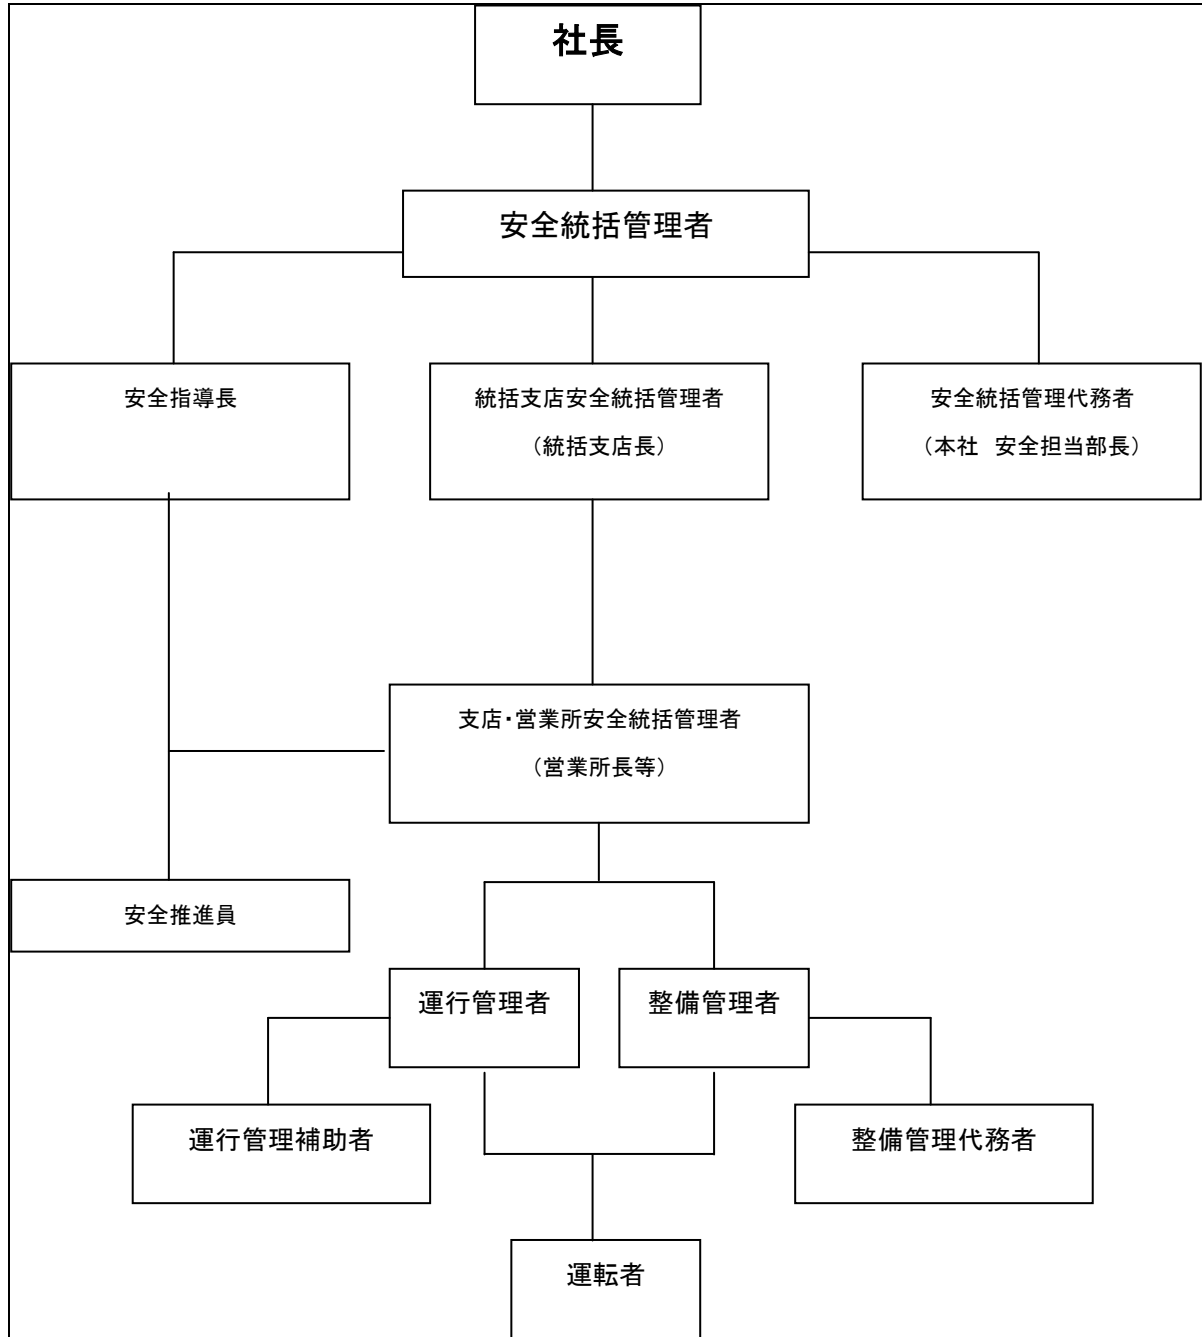 社長
安全統括管理者
安全指導長
統括支店安全統括管理者
（統括支店長）
安全統括管理代務者
（本社　安全担当部長）
支店・営業所安全統括管理者
（営業所長等）
安全推進員
運行管理者
整備管理者
運行管理補助者
整備管理代務者
運転者